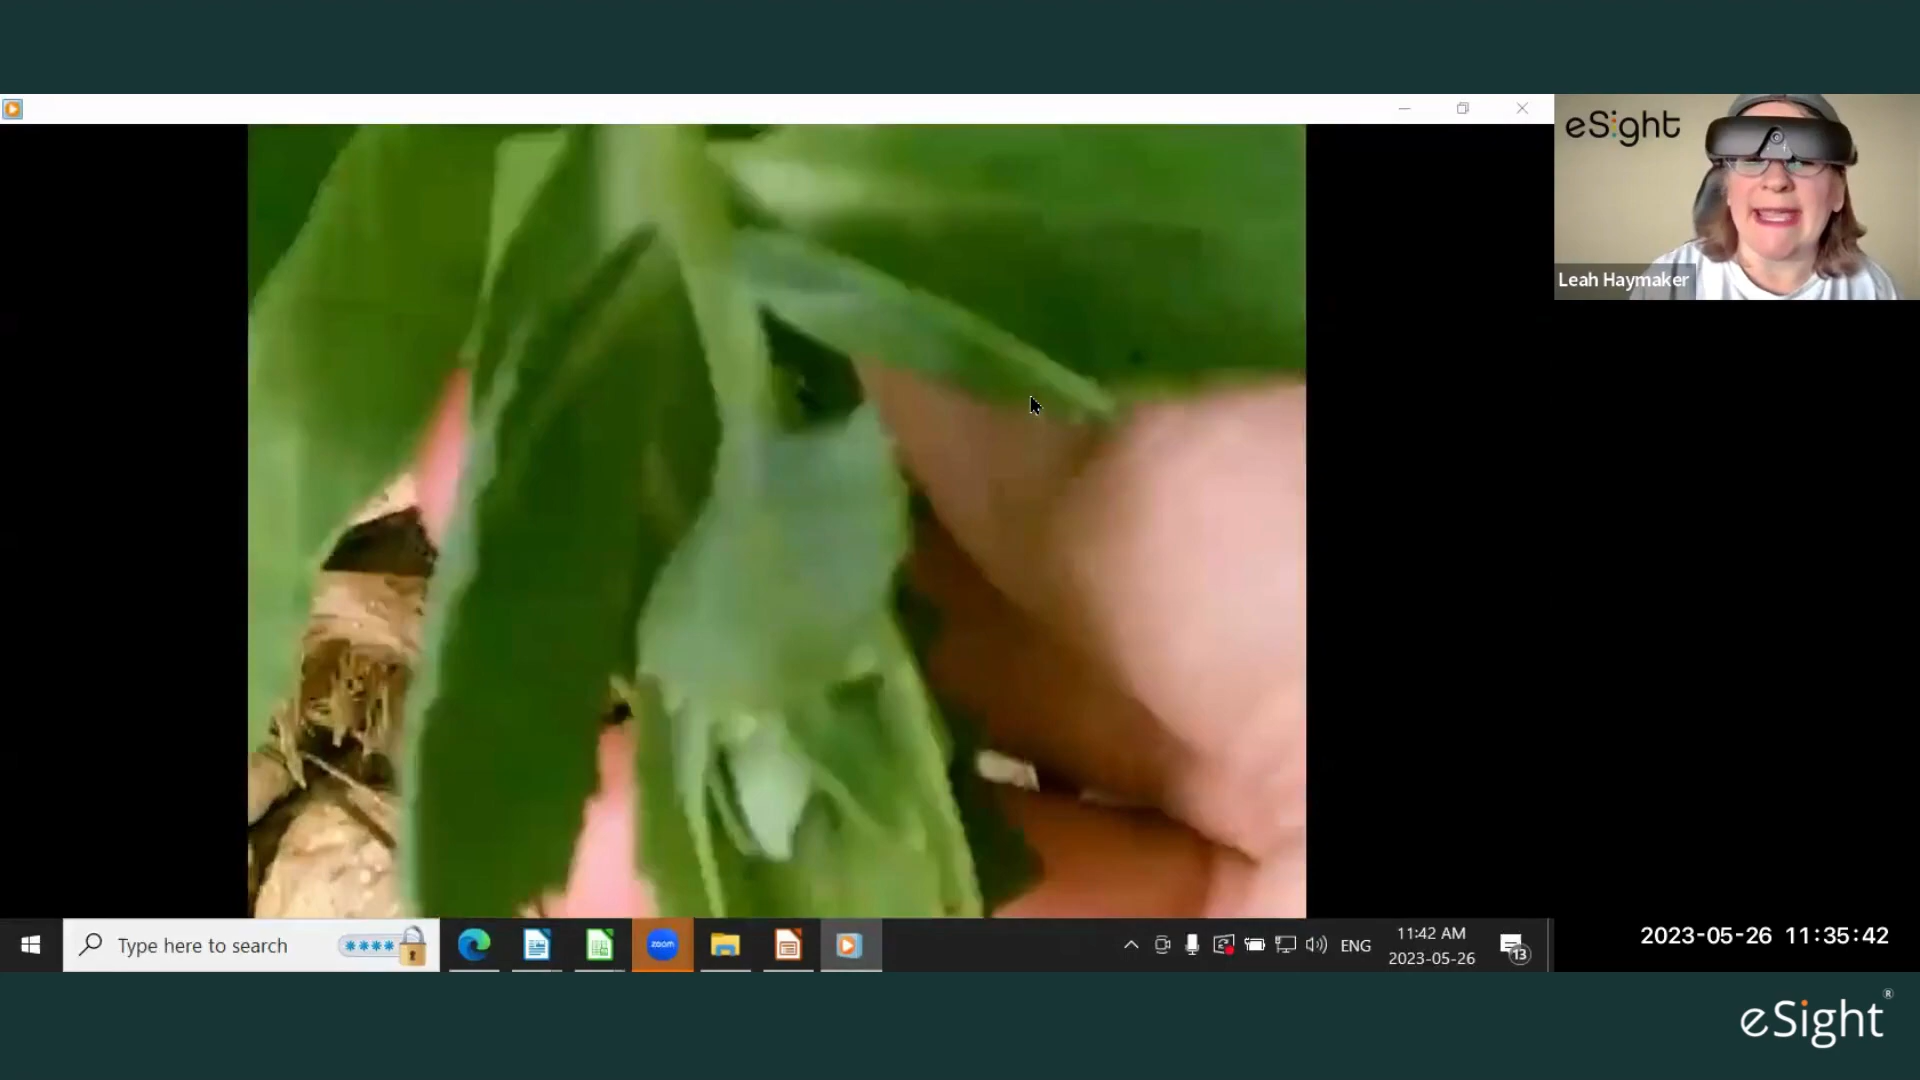 eSight
Leah Haymaker
Type here to search
zoom
ENG
11:42 AM
2023-05-26
13
2023-05-26 11:35:42
eSight®